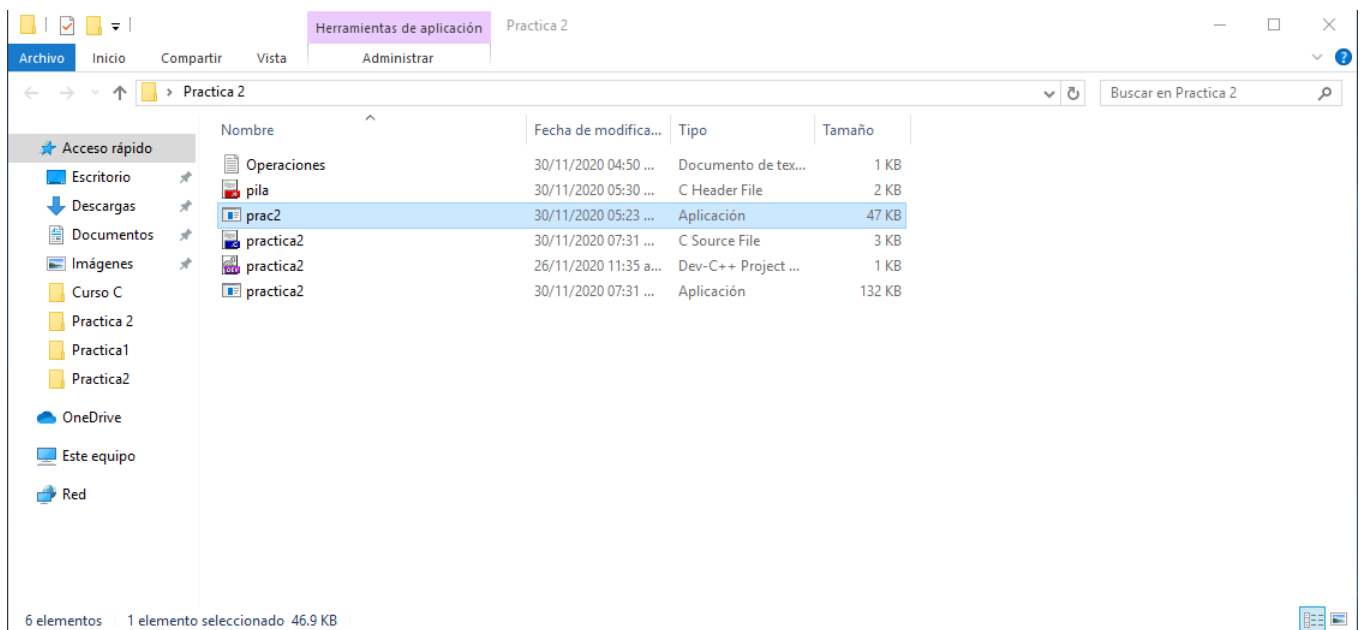 Herramientas de aplicación Practica 2
Archivo Inicio Compartir Vista Administrar
Practica 2 Buscar en Practica 2
Nombre Fecha de modifica... Tipo Tamaño
Acceso rápido
Escritorio
Descargas
Documentos
Imágenes
Curso C
Practica 2
Practica1
Practica2
OneDrive
Este equipo
Red
Operaciones 30/11/2020 04:50 ... Documento de tex... 1 KB
pila 30/11/2020 05:30 ... C Header File 2 KB
prac2 30/11/2020 05:23 ... Aplicación 47 KB
practica2 30/11/2020 07:31 ... C Source File 3 KB
practica2 26/11/2020 11:35 a... Dev-C++ Project ... 1 KB
practica2 30/11/2020 07:31 ... Aplicación 132 KB
6 elementos 1 elemento seleccionado 46.9 KB